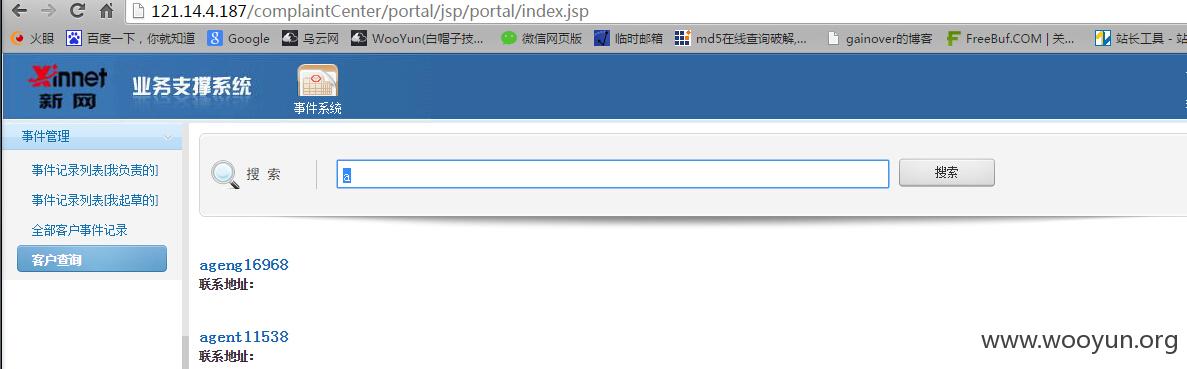 121.14.4.187/complaintCenter/portal/jsp/portal/index.jsp
火眼 百度一下，你就知道 Google 乌云网 WooYun(白帽子技... 微信网页版 临时邮箱 md5在线查询破解,... gainover的博客 FreeBuf.COM | 关... 站长工具 - 站
Xinnet 新网 业务支撑系统
事件系统
事件管理
事件记录列表[我负责的]
事件记录列表[我起草的]
全部客户事件记录
客户查询
搜索 a 搜索
ageng16968
联系地址：
agent11538
联系地址：
www.wooyun.org